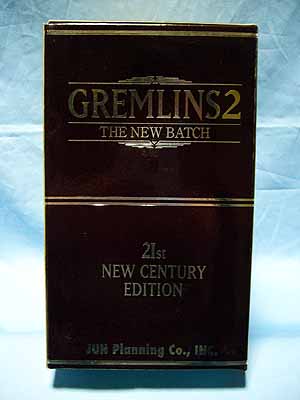 GREMLINS2
THE NEW BATCH
21st
NEW CENTURY
EDITION
JUN Planning Co., INC.